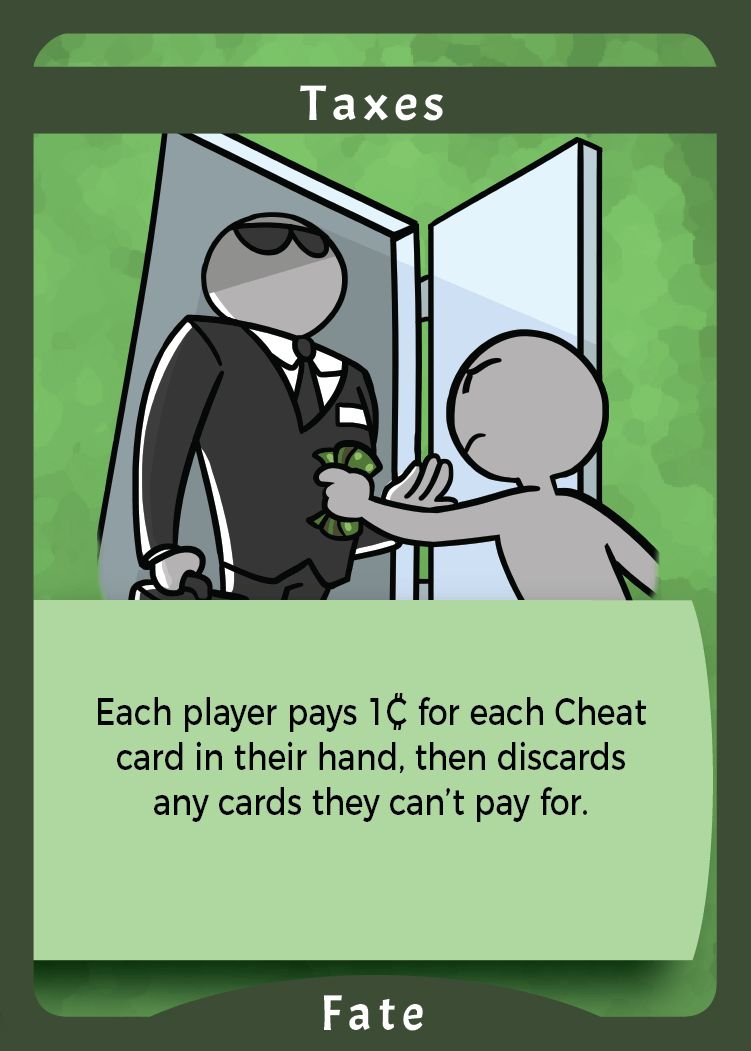 Taxes
Each player pays 1₵ for each Cheat
card in their hand, then discards
any cards they can’t pay for.
Fate